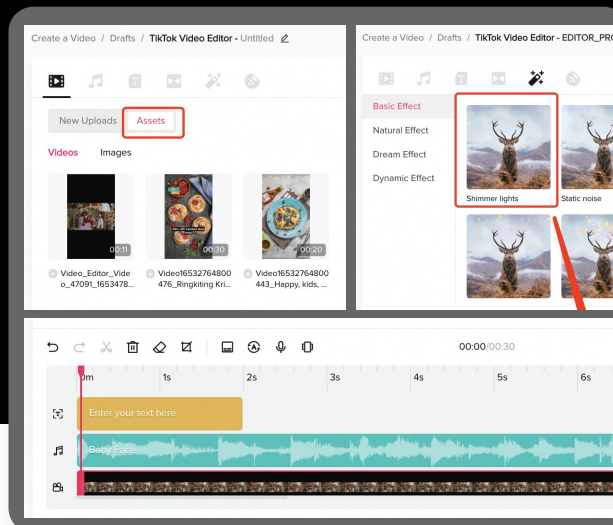 Create a Video / Drafts / TikTok Video Editor - Untitled
New Uploads
Assets
Videos
Images
00:11
00:30
00:20
Video_Editor_Vide
o_47091_1653478...
Video16532764800
476_Ringkiting Kri...
Video16532764800
443_Happy, kids, ...
Create a Video / Drafts / TikTok Video Editor - EDITOR_PRO
Basic Effect
Natural Effect
Dream Effect
Dynamic Effect
Shimmer lights
Static noise
00:00/00:30
0m
1s
2s
3s
4s
5s
6s
Enter your text here
Baby Face